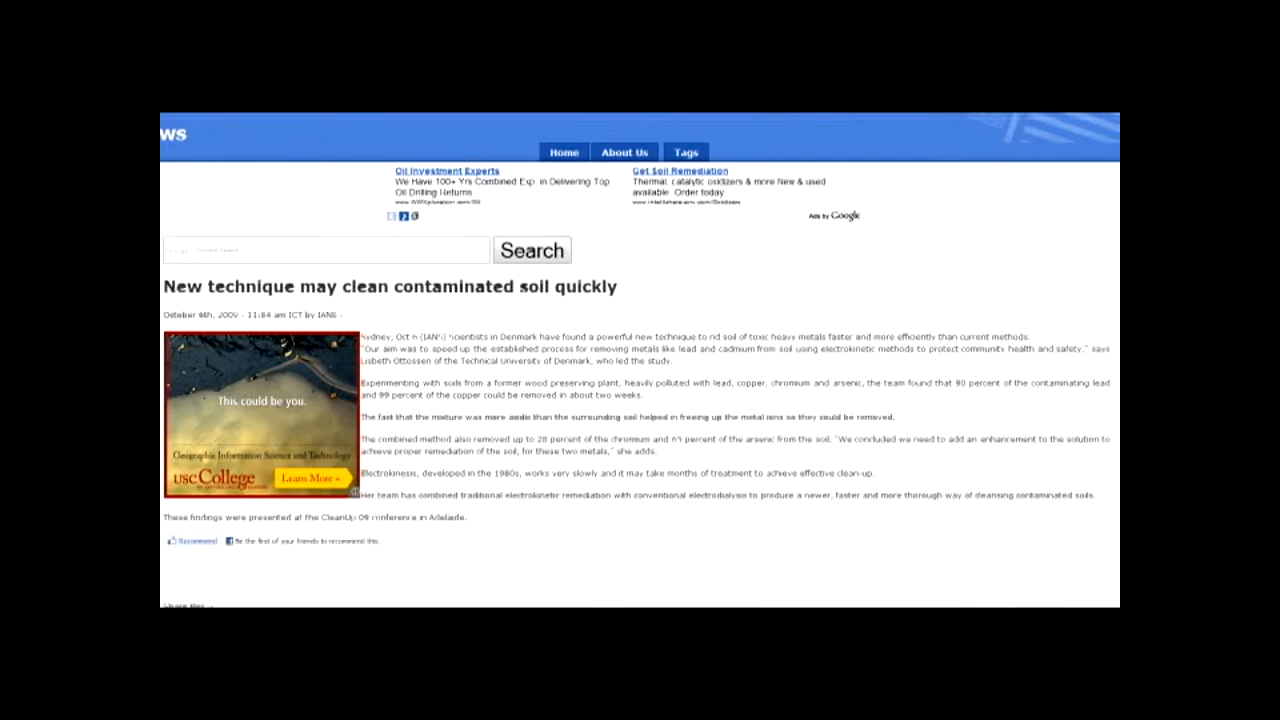 ws
Home About Us Tags
Oil Investment Experts
We Have 100+ Yrs Combined Exp in Delivering Top
Oil Drilling Returns
Get Soil Remediation
Thermal, catalytic oxidizers & more New & used
available. Order today
Ads by Google
Search
New technique may clean contaminated soil quickly
October 6th, 2009 - 11:04 am ICT by IANS -
Sydney, Oct 6 (IANS) Scientists in Denmark have found a powerful new technique to rid soil of toxic heavy metals faster and more efficiently than current methods.
"Our aim was to speed up the established process for removing metals like lead and cadmium from soil using electrokinetic methods to protect community health and safety," says
Lisbeth Ottossen of the Technical University of Denmark, who led the study.
Experimenting with soils from a former wood preserving plant, heavily polluted with lead, copper, chromium and arsenic, the team found that 90 percent of the contaminating lead
and 99 percent of the copper could be removed in about two weeks.
The fact that the mixture was more acidic than the surrounding soil helped in freeing up the metal ions so they could be removed.
The combined method also removed up to 28 percent of the chromium and percent of the arsenic from the soil. "We concluded we need to add an enhancement to the solution to
achieve proper remediation of the soil, for these two metals," she adds.
Electrokinesis, developed in the 1980s, works very slowly and it may take months of treatment to achieve effective clean-up.
Her team has combined traditional electrokinetic remediation with conventional electrodialysis to produce a newer, faster and more thorough way of cleansing contaminated soils.
These findings were presented at the CleanUp 09 conference in Adelaide.
This could be you.
Geographic Information Science and Technology
USC College
Learn More »
Recommend Be the first of your friends to recommend this.
Share this